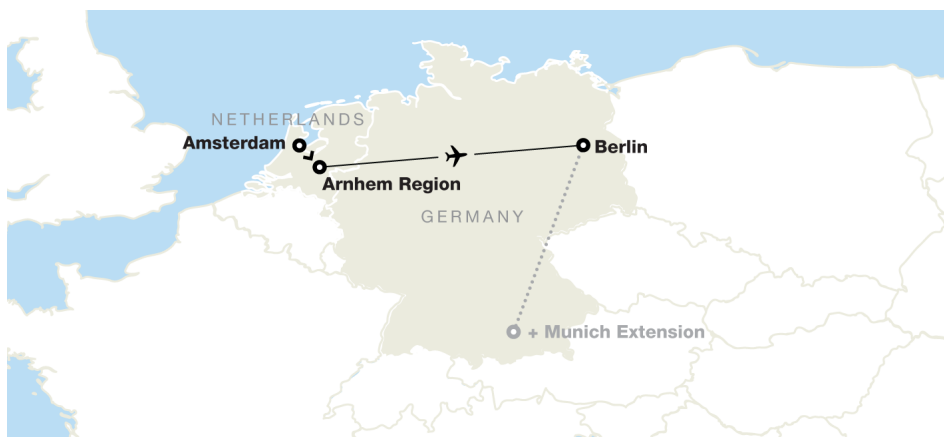 NETHERLANDS
Amsterdam
Berlin
Arnhem Region
GERMANY
+ Munich Extension